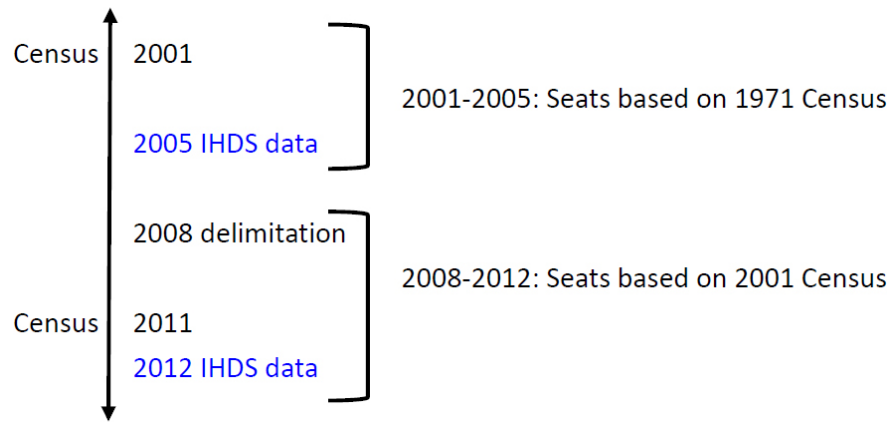 Census 2001
2001-2005: Seats based on 1971 Census
2005 IHDS data
2008 delimitation
2008-2012: Seats based on 2001 Census
Census 2011
2012 IHDS data